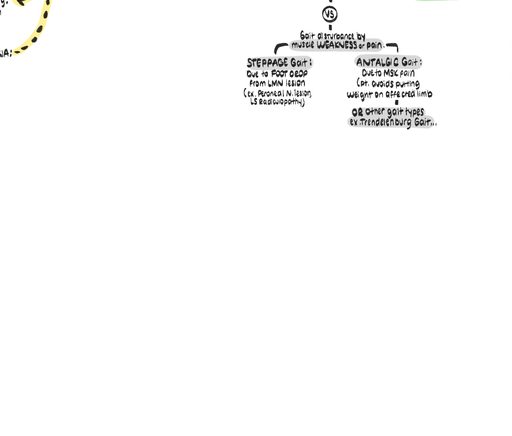 y.
WA:
VS
Gait disturbance by
muscle WEAKNESS or pain.
STEPPAGE Gait:
Due to FOOT DROP
from LMN lesion
(ex. Peroneal N. lesion,
L5 Radiculopathy)
ANTALGIC Gait:
Due to MSK pain
(pt. avoids putting
weight on affected limb
OR other gait types
ex. Trendelenburg Gait...